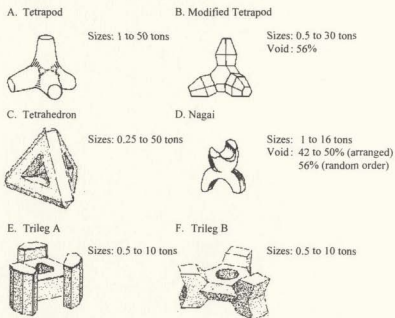 A. Tetrapod
Sizes: 1 to 50 tons
B. Modified Tetrapod
Sizes: 0.5 to 30 tons
Void: 56%
C. Tetrahedron
Sizes: 0.25 to 50 tons
D. Nagai
Sizes: 1 to 16 tons
Void: 42 to 50% (arranged)
56% (random order)
E. Trileg A
Sizes: 0.5 to 10 tons
F. Trileg B
Sizes: 0.5 to 10 tons